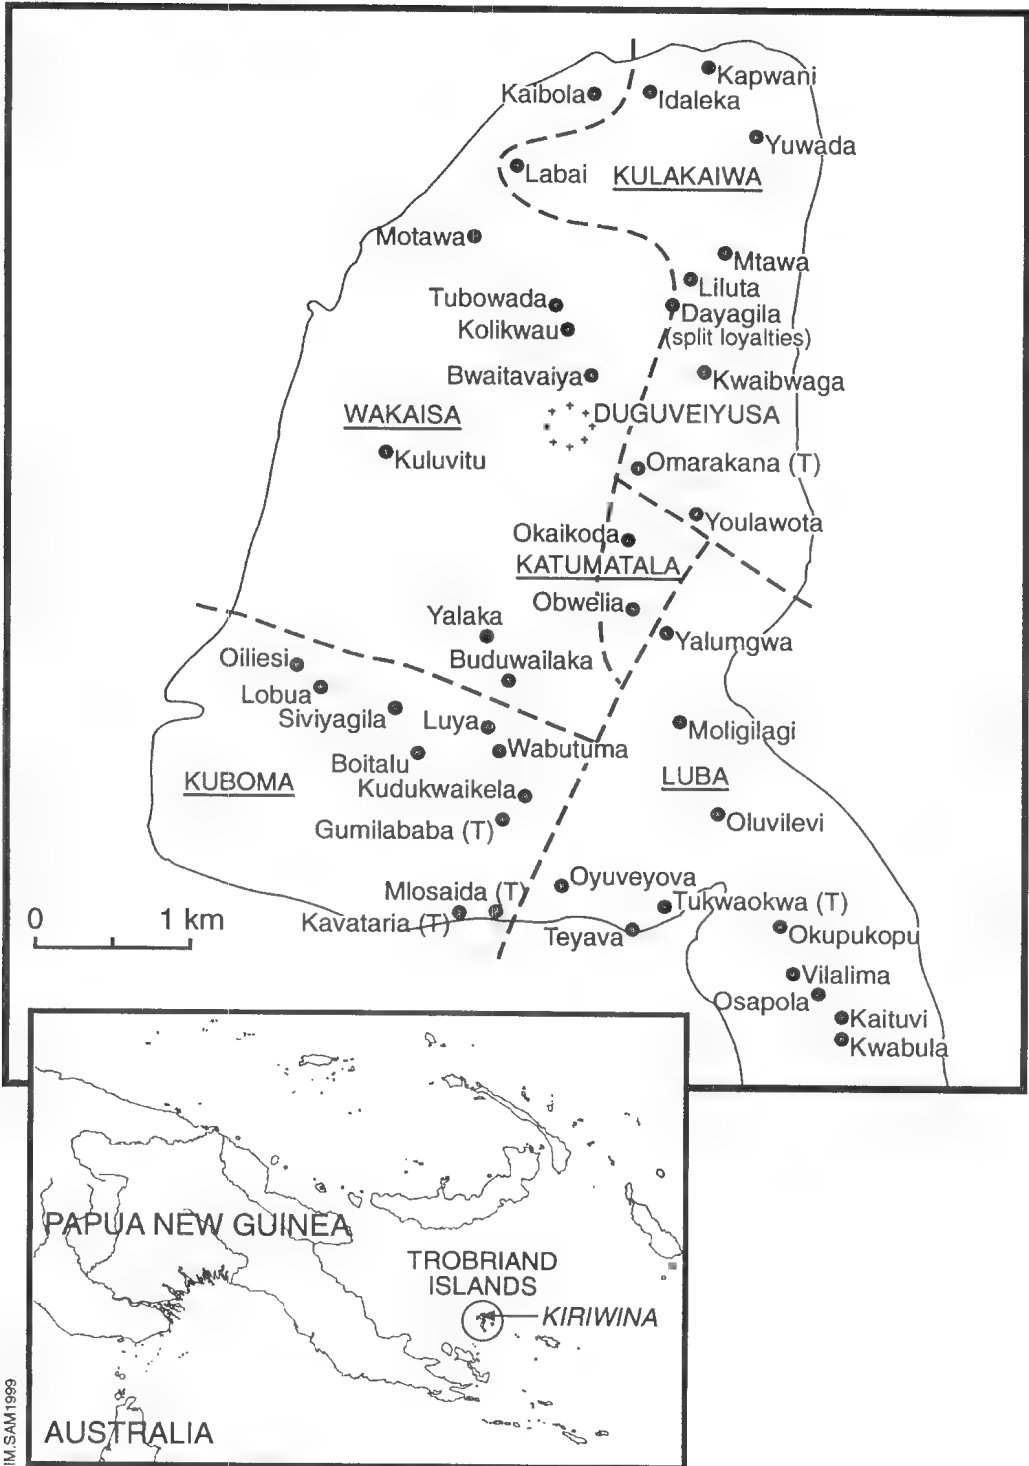 Kapwani
Kaibola
Idaleka
Yuwada
Labai
KULAKAIWA
Motawa
Mtawa
Liluta
Tubowada
Dayagila
(split loyalties)
Kolikwau
Bwaitavaiya
Kwaibwaga
WAKAISA
DUGUVEIYUSA
Kuluvitu
Omarakana (T)
Youlawota
Okaikoda
KATUMATALA
Obwelia
Yalaka
Yalumgwa
Buduwailaka
Oiliesi
Lobua
Siviyagila
Luya
Moligilagi
Wabutuma
Boitalu
KUBOMA
LUBA
Kudukwaikela
Oluvilevi
Gumilababa (T)
Oyuveyova
Mlosaida (T)
Tukwaokwa (T)
0 1 km
Kavataria (T)
Teyava
Okupukopu
Vilalima
Osapola
Kaituvi
Kwabula
PAPUA NEW GUINEA
TROBRIAND
ISLANDS
KIRIWINA
AUSTRALIA
IM.SAM1999